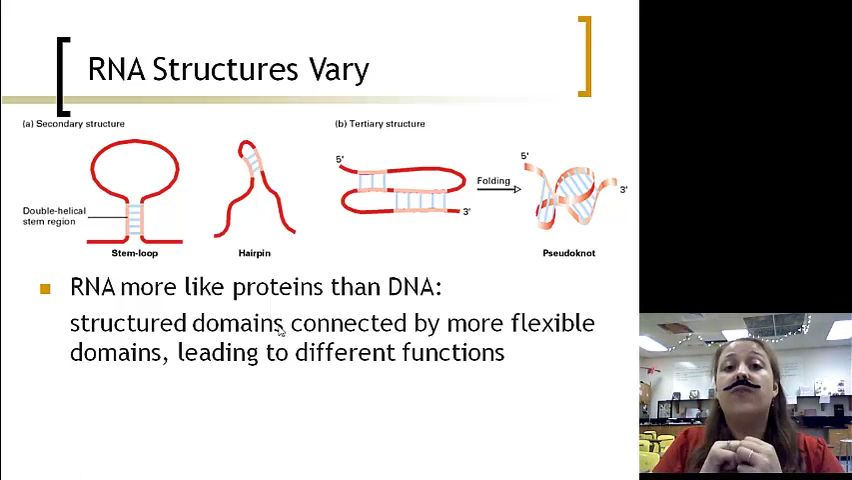 RNA Structures Vary
(a) Secondary structure
(b) Tertiary structure
5'
3'
Folding
5'
3'
Double-helical
stem region
Stem-loop
Hairpin
Pseudoknot
RNA more like proteins than DNA:
structured domains connected by more flexible
domains, leading to different functions